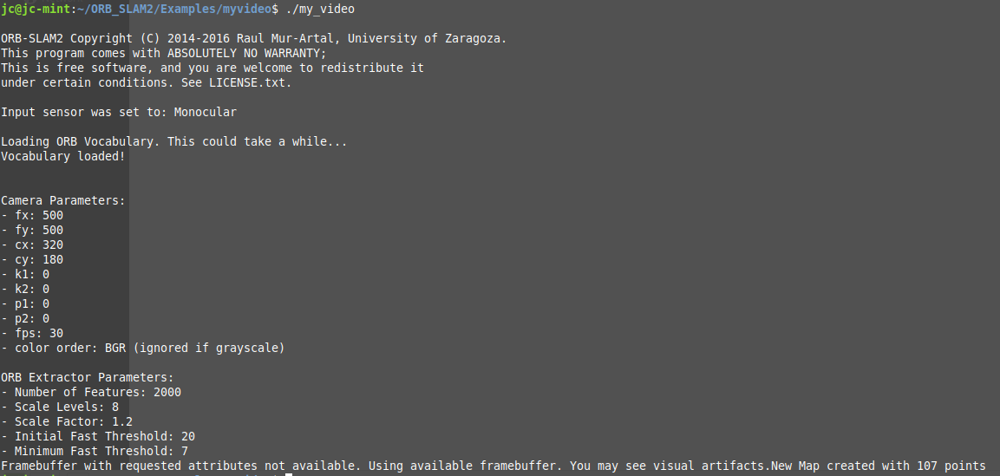 jc@jc-mint:~/ORB_SLAM2/Examples/myvideo$ ./my_video
ORB-SLAM2 Copyright (C) 2014-2016 Raul Mur-Artal, University of Zaragoza.
This program comes with ABSOLUTELY NO WARRANTY;
This is free software, and you are welcome to redistribute it
under certain conditions. See LICENSE.txt.
Input sensor was set to: Monocular
Loading ORB Vocabulary. This could take a while...
Vocabulary loaded!
Camera Parameters:
- fx: 500
- fy: 500
- cx: 320
- cy: 180
- k1: 0
- k2: 0
- p1: 0
- p2: 0
- fps: 30
- color order: BGR (ignored if grayscale)
ORB Extractor Parameters:
- Number of Features: 2000
- Scale Levels: 8
- Scale Factor: 1.2
- Initial Fast Threshold: 20
- Minimum Fast Threshold: 7
Framebuffer with requested attributes not available. Using available framebuffer. You may see visual artifacts.New Map created with 107 points